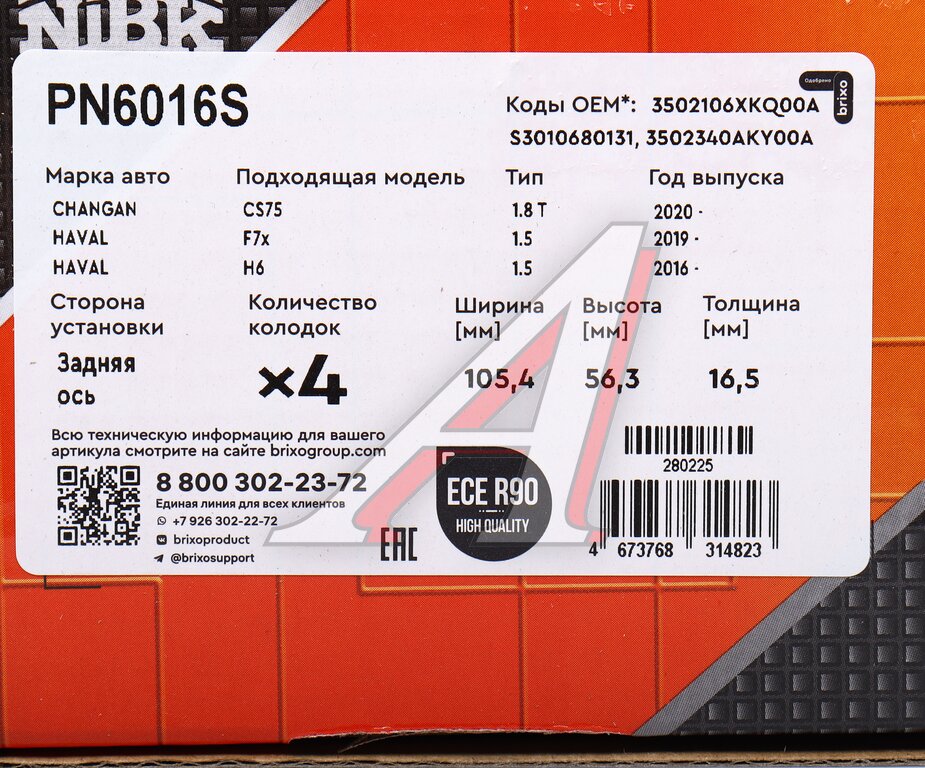 NiBK
PN6016S
Коды OEM*: 3502106XKQ00A
S3010680131, 3502340AKY00A
Одобрено
brixo
Марка авто Подходящая модель Тип Год выпуска
CHANGAN CS75 1.8 T 2020 -
HAVAL F7x 1.5 2019 -
HAVAL H6 1.5 2016 -
Сторона установки Количество колодок Ширина [мм] Высота [мм] Толщина [мм]
Задняя ось ×4 105,4 56,3 16,5
Всю техническую информацию для вашего
артикула смотрите на сайте brixogroup.com
8 800 302-23-72
Единая линия для всех клиентов
+7 926 302-22-72
brixoproduct
@brixosupport
EAC
ECE R90
HIGH QUALITY
280225
4 673768 314823